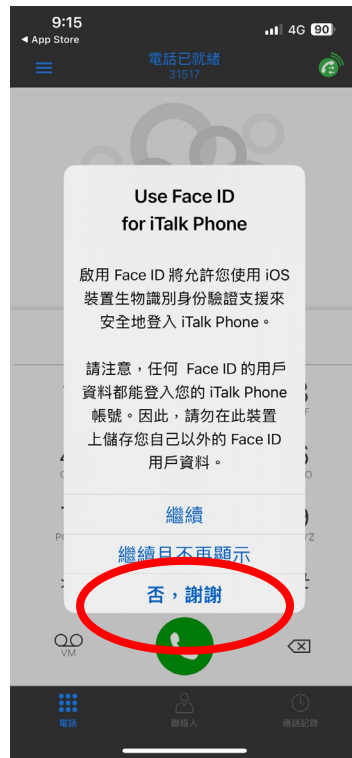 9:15
4G 90
◀ App Store
電話已就緒
31517
Use Face ID
for iTalk Phone
啟用 Face ID 將允許您使用 iOS
裝置生物識別身份驗證支援來
安全地登入 iTalk Phone。
請注意，任何 Face ID 的用戶
資料都能登入您的 iTalk Phone
帳號。因此，請勿在此裝置
上儲存您自己以外的 Face ID
用戶資料。
繼續
繼續且不再顯示
否，謝謝
VM
電話
聯絡人
通話記錄